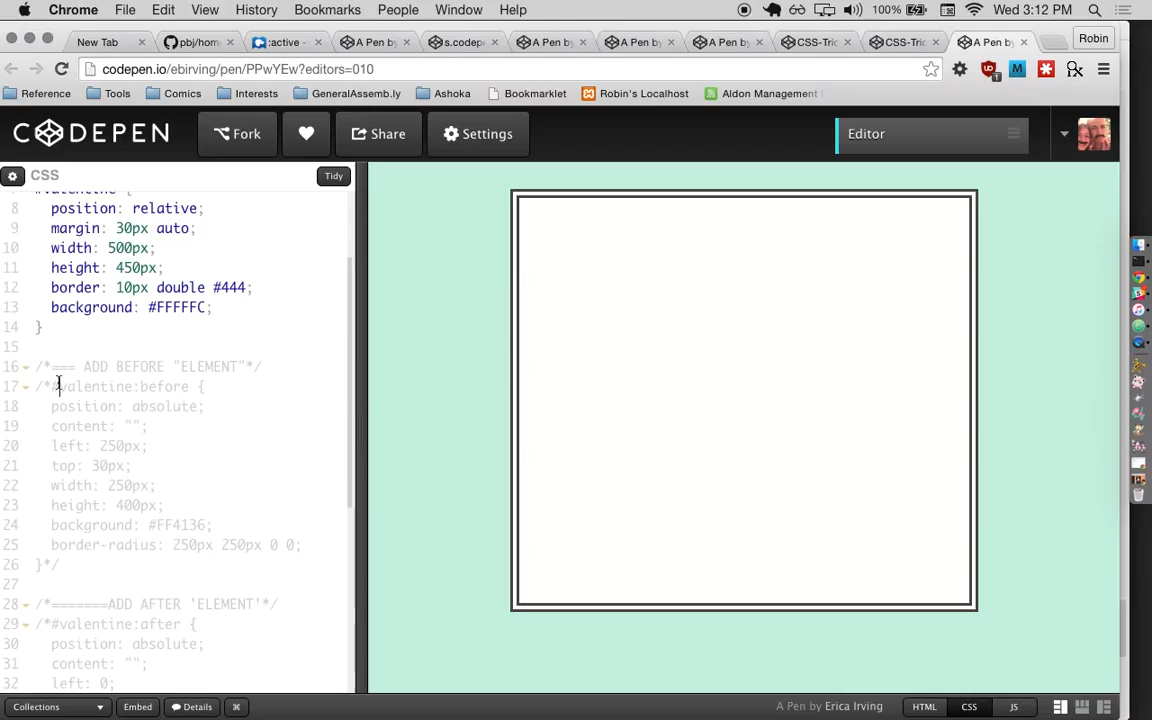 Chrome File Edit View History Bookmarks People Window Help 100% Wed 3:12 PM
New Tab pbj/hom :active - A Pen by s.codepe A Pen by A Pen by A Pen by CSS-Tric CSS-Tric A Pen by Robin
codepen.io/ebirving/pen/PPwYEw?editors=010
Reference Tools Comics Interests GeneralAssemb.ly Ashoka Bookmarklet Robin's Localhost Aldon Management
CODEPEN Fork Share Settings Editor
CSS Tidy
8 position: relative;
9 margin: 30px auto;
10 width: 500px;
11 height: 450px;
12 border: 10px double #444;
13 background: #FFFFFC;
14 }
15
16 /*=== ADD BEFORE "ELEMENT"*/
17 /*#valentine:before {
18 position: absolute;
19 content: "";
20 left: 250px;
21 top: 30px;
22 width: 250px;
23 height: 400px;
24 background: #FF4136;
25 border-radius: 250px 250px 0 0;
26 }*/
27
28 /*=======ADD AFTER 'ELEMENT'*/
29 /*#valentine:after {
30 position: absolute;
31 content: "";
32 left: 0;
Collections Embed Details ⌘ A Pen by Erica Irving HTML CSS JS